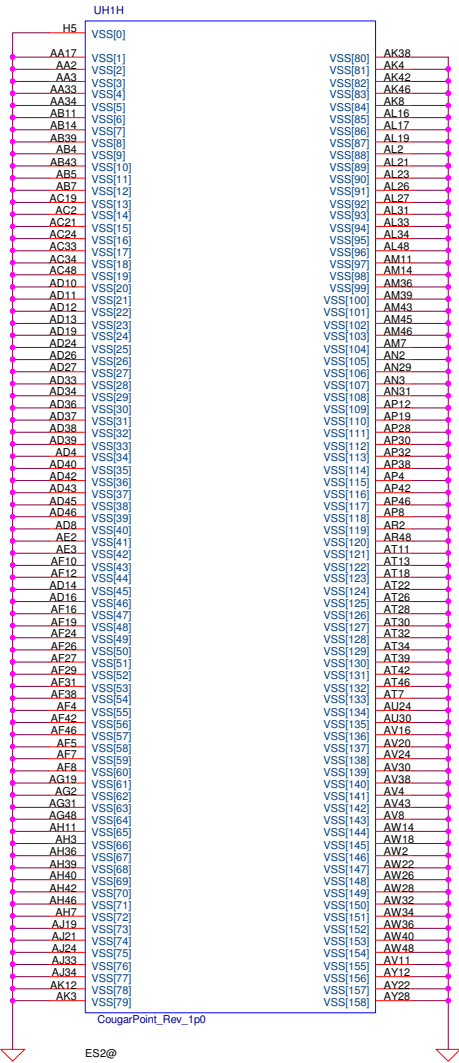 UH1H
H5 VSS[0]
AA17 VSS[1] VSS[80] AK38
AA2 VSS[2] VSS[81] AK4
AA3 VSS[3] VSS[82] AK42
AA33 VSS[4] VSS[83] AK46
AA34 VSS[5] VSS[84] AK8
AB11 VSS[6] VSS[85] AL16
AB14 VSS[7] VSS[86] AL17
AB39 VSS[8] VSS[87] AL19
AB4 VSS[9] VSS[88] AL2
AB43 VSS[10] VSS[89] AL21
AB5 VSS[11] VSS[90] AL23
AB7 VSS[12] VSS[91] AL26
AC19 VSS[13] VSS[92] AL27
AC2 VSS[14] VSS[93] AL31
AC21 VSS[15] VSS[94] AL33
AC24 VSS[16] VSS[95] AL34
AC33 VSS[17] VSS[96] AL48
AC34 VSS[18] VSS[97] AM11
AC48 VSS[19] VSS[98] AM14
AD10 VSS[20] VSS[99] AM36
AD11 VSS[21] VSS[100] AM39
AD12 VSS[22] VSS[101] AM43
AD13 VSS[23] VSS[102] AM45
AD19 VSS[24] VSS[103] AM46
AD24 VSS[25] VSS[104] AM7
AD26 VSS[26] VSS[105] AN2
AD27 VSS[27] VSS[106] AN29
AD33 VSS[28] VSS[107] AN3
AD34 VSS[29] VSS[108] AN31
AD36 VSS[30] VSS[109] AP12
AD37 VSS[31] VSS[110] AP19
AD38 VSS[32] VSS[111] AP28
AD39 VSS[33] VSS[112] AP30
AD4 VSS[34] VSS[113] AP32
AD40 VSS[35] VSS[114] AP38
AD42 VSS[36] VSS[115] AP4
AD43 VSS[37] VSS[116] AP42
AD45 VSS[38] VSS[117] AP46
AD46 VSS[39] VSS[118] AP8
AD8 VSS[40] VSS[119] AR2
AE2 VSS[41] VSS[120] AR48
AE3 VSS[42] VSS[121] AT11
AF10 VSS[43] VSS[122] AT13
AF12 VSS[44] VSS[123] AT18
AD14 VSS[45] VSS[124] AT22
AD16 VSS[46] VSS[125] AT26
AF16 VSS[47] VSS[126] AT28
AF19 VSS[48] VSS[127] AT30
AF24 VSS[49] VSS[128] AT32
AF26 VSS[50] VSS[129] AT34
AF27 VSS[51] VSS[130] AT39
AF29 VSS[52] VSS[131] AT42
AF31 VSS[53] VSS[132] AT46
AF38 VSS[54] VSS[133] AT7
AF4 VSS[55] VSS[134] AU24
AF42 VSS[56] VSS[135] AU30
AF46 VSS[57] VSS[136] AV16
AF5 VSS[58] VSS[137] AV20
AF7 VSS[59] VSS[138] AV24
AF8 VSS[60] VSS[139] AV30
AG19 VSS[61] VSS[140] AV38
AG2 VSS[62] VSS[141] AV4
AG31 VSS[63] VSS[142] AV43
AG48 VSS[64] VSS[143] AV8
AH11 VSS[65] VSS[144] AW14
AH3 VSS[66] VSS[145] AW18
AH36 VSS[67] VSS[146] AW2
AH39 VSS[68] VSS[147] AW22
AH40 VSS[69] VSS[148] AW26
AH42 VSS[70] VSS[149] AW28
AH46 VSS[71] VSS[150] AW32
AH7 VSS[72] VSS[151] AW34
AJ19 VSS[73] VSS[152] AW36
AJ21 VSS[74] VSS[153] AW40
AJ24 VSS[75] VSS[154] AW48
AJ33 VSS[76] VSS[155] AV11
AJ34 VSS[77] VSS[156] AY12
AK12 VSS[78] VSS[157] AY22
AK3 VSS[79] VSS[158] AY28
CougarPoint_Rev_1p0
ES2@